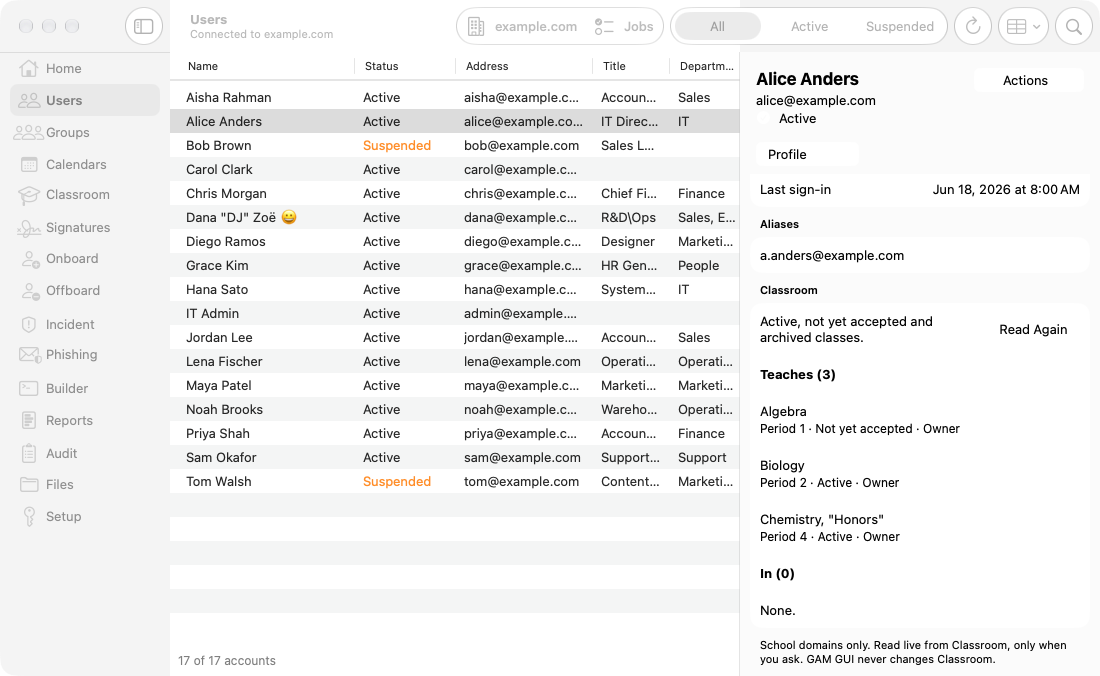 Users
Connected to example.com
example.com
Jobs
All
Active
Suspended
Home
Users
Groups
Calendars
Classroom
Signatures
Onboard
Offboard
Incident
Phishing
Builder
Reports
Audit
Files
Setup
Name Status Address Title Departm...
Aisha Rahman Active aisha@example.c... Accoun... Sales
Alice Anders Active alice@example.co... IT Direc... IT
Bob Brown Suspended bob@example.com Sales L...
Carol Clark Active carol@example.c...
Chris Morgan Active chris@example.c... Chief Fi... Finance
Dana "DJ" Zoë 😀 Active dana@example.c... R&D\Ops Sales, E...
Diego Ramos Active diego@example.c... Designer Marketi...
Grace Kim Active grace@example.c... HR Gen... People
Hana Sato Active hana@example.c... System... IT
IT Admin Active admin@example....
Jordan Lee Active jordan@example.... Accoun... Sales
Lena Fischer Active lena@example.com Operati... Operati...
Maya Patel Active maya@example.c... Marketi... Marketi...
Noah Brooks Active noah@example.c... Wareho... Operati...
Priya Shah Active priya@example.c... Accoun... Finance
Sam Okafor Active sam@example.com Support... Support
Tom Walsh Suspended tom@example.com Content... Marketi...
17 of 17 accounts
Alice Anders
Actions
alice@example.com
Active
Profile
Last sign-in Jun 18, 2026 at 8:00 AM
Aliases
a.anders@example.com
Classroom
Active, not yet accepted and
archived classes.
Read Again
Teaches (3)
Algebra
Period 1 · Not yet accepted · Owner
Biology
Period 2 · Active · Owner
Chemistry, "Honors"
Period 4 · Active · Owner
In (0)
None.
School domains only. Read live from Classroom, only when
you ask. GAM GUI never changes Classroom.